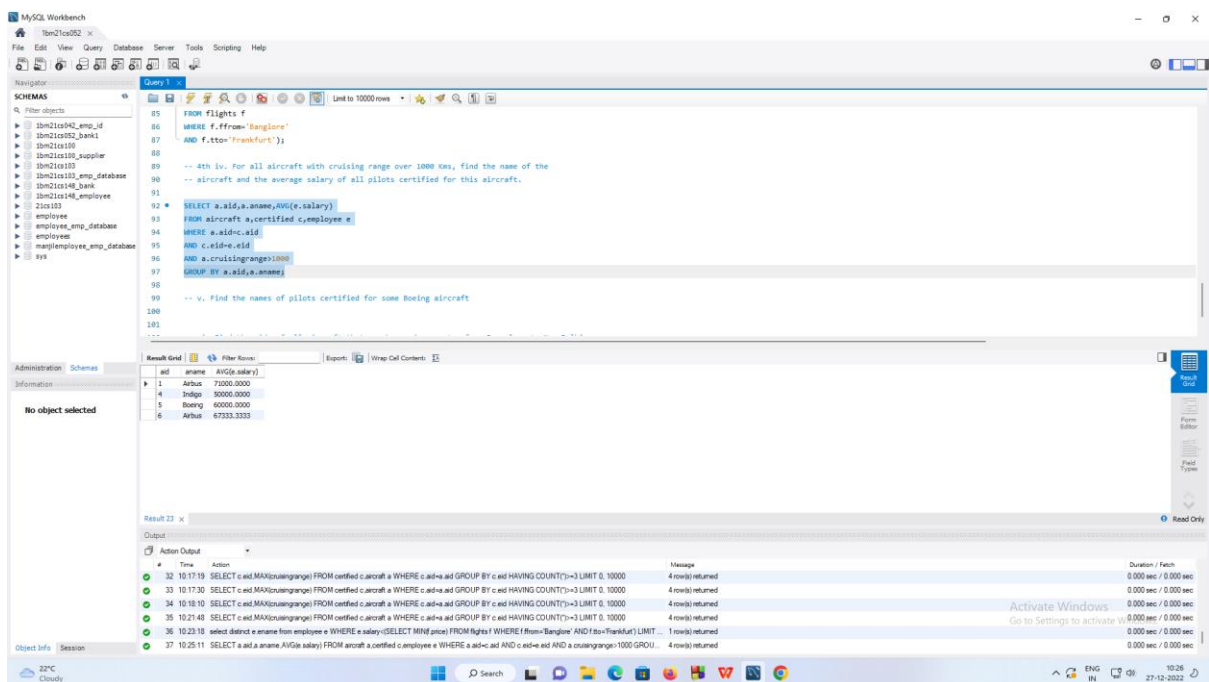 MySQL Workbench
1bm21cs052 ×
File Edit View Query Database Server Tools Scripting Help
Navigator
SCHEMAS
Filter objects
1bm21cs042_emp_id
1bm21cs052_bank1
1bm21cs100
1bm21cs100_supplier
1bm21cs103
1bm21cs103_emp_database
1bm21cs148_bank
1bm21cs148_employee
21cs103
employee
employee_emp_database
employees
manjilemployee_emp_database
sys
Administration Schemas
Information
No object selected
Object Info Session
Query 1 ×
Limit to 10000 rows
85 FROM flights f
86 WHERE f.ffrom='Banglore'
87 AND f.tto='Frankfurt');
88
89 -- 4th iv. For all aircraft with cruising range over 1000 Kms, find the name of the
90 -- aircraft and the average salary of all pilots certified for this aircraft.
91
92 SELECT a.aid,a.aname,AVG(e.salary)
93 FROM aircraft a,certified c,employee e
94 WHERE a.aid=c.aid
95 AND c.eid=e.eid
96 AND a.cruisingrange>1000
97 GROUP BY a.aid,a.aname;
98
99 -- v. Find the names of pilots certified for some Boeing aircraft
100
101
Result Grid Filter Rows: Export: Wrap Cell Content:
aid aname AVG(e.salary)
1 Airbus 71000.0000
4 Indigo 50000.0000
5 Boeing 60000.0000
6 Airbus 67333.3333
Result Grid
Form Editor
Field Types
Result 23 ×
Read Only
Output
Action Output
# Time Action Message Duration / Fetch
32 10:17:19 SELECT c.eid,MAX(cruisingrange) FROM certified c,aircraft a WHERE c.aid=a.aid GROUP BY c.eid HAVING COUNT(*)>=3 LIMIT 0, 10000 4 row(s) returned 0.000 sec / 0.000 sec
33 10:17:30 SELECT c.eid,MAX(cruisingrange) FROM certified c,aircraft a WHERE c.aid=a.aid GROUP BY c.eid HAVING COUNT(*)>=3 LIMIT 0, 10000 4 row(s) returned 0.000 sec / 0.000 sec
34 10:18:10 SELECT c.eid,MAX(cruisingrange) FROM certified c,aircraft a WHERE c.aid=a.aid GROUP BY c.eid HAVING COUNT(*)>=3 LIMIT 0, 10000 4 row(s) returned 0.000 sec / 0.000 sec
35 10:21:48 SELECT c.eid,MAX(cruisingrange) FROM certified c,aircraft a WHERE c.aid=a.aid GROUP BY c.eid HAVING COUNT(*)>=3 LIMIT 0, 10000 4 row(s) returned 0.000 sec / 0.000 sec
36 10:23:18 select distinct e.ename from employee e WHERE e.salary<(SELECT MIN(f.price) FROM flights f WHERE f.ffrom='Banglore' AND f.tto='Frankfurt') LIMIT ... 1 row(s) returned 0.000 sec / 0.000 sec
37 10:25:11 SELECT a.aid,a.aname,AVG(e.salary) FROM aircraft a,certified c,employee e WHERE a.aid=c.aid AND c.eid=e.eid AND a.cruisingrange>1000 GROU... 4 row(s) returned 0.000 sec / 0.000 sec
Activate Windows
Go to Settings to activate
22°C
Cloudy
Search
ENG
IN
10:26
27-12-2022